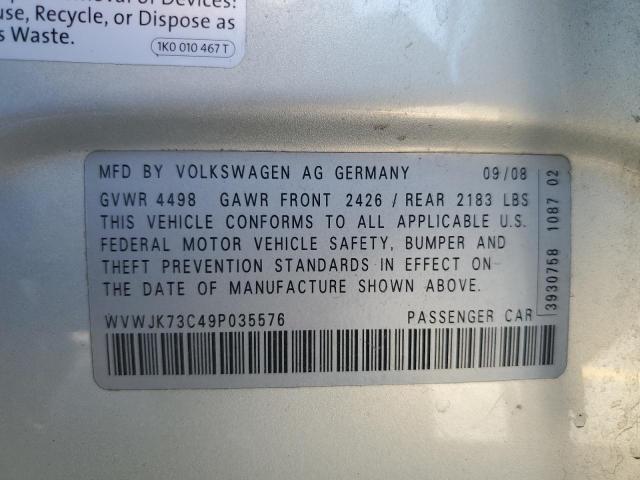 use, Recycle, or Dispose as
s Waste.
1K0 010 467 T
MFD BY VOLKSWAGEN AG GERMANY 09/08
GVWR 4498 GAWR FRONT 2426 / REAR 2183 LBS
THIS VEHICLE CONFORMS TO ALL APPLICABLE U.S.
FEDERAL MOTOR VEHICLE SAFETY, BUMPER AND
THEFT PREVENTION STANDARDS IN EFFECT ON
THE DATE OF MANUFACTURE SHOWN ABOVE.
WVWJK73C49P035576 PASSENGER CAR
3930758 1087 02